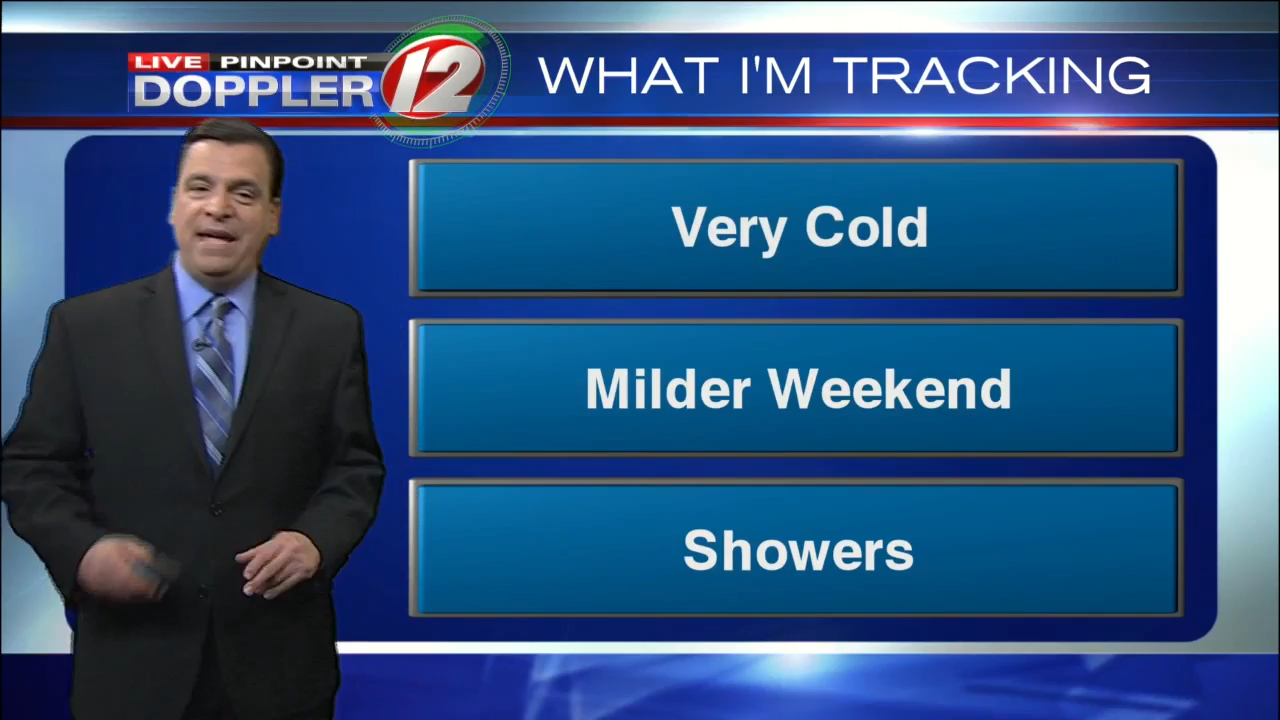 LIVE PINPOINT
DOPPLER 12
WHAT I'M TRACKING
Very Cold
Milder Weekend
Showers